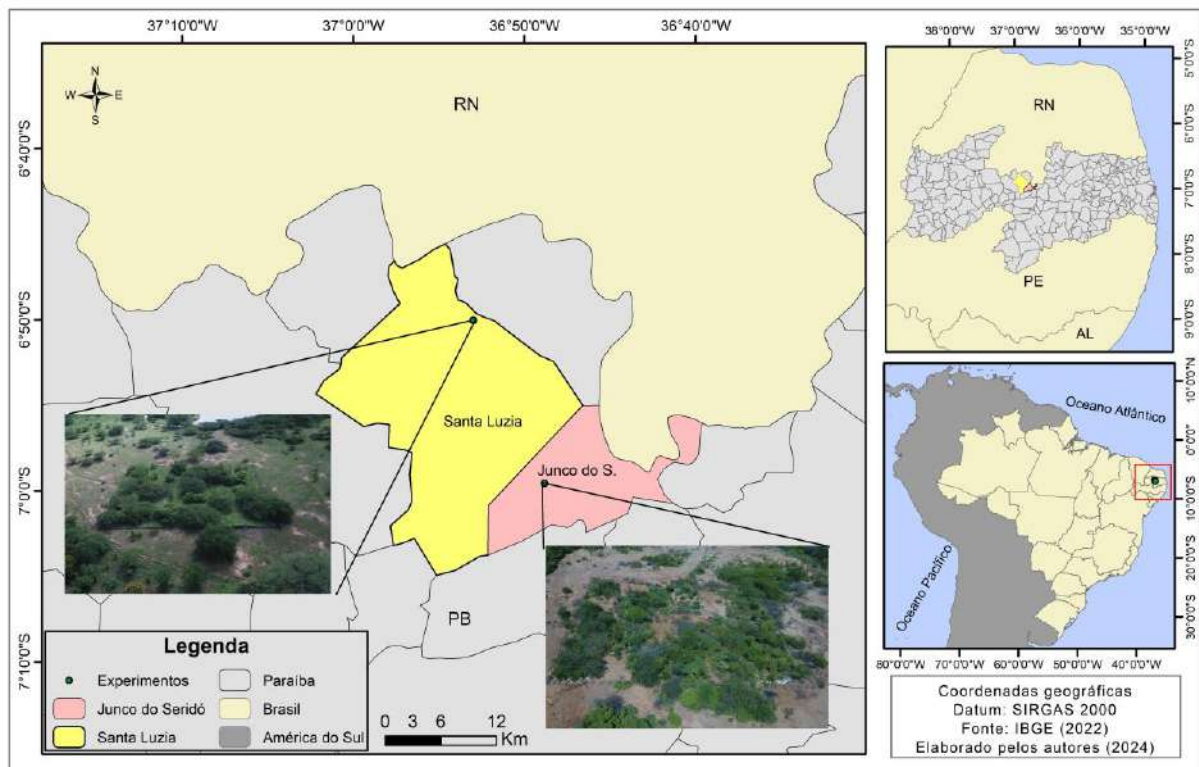 37°10'0"W
37°0'0"W
36°50'0"W
36°40'0"W
6°40'0"S
6°50'0"S
7°0'0"S
7°10'0"S
N
W
E
S
RN
Santa Luzia
Junco do S.
PB
Legenda
Experimentos
Paraíba
Junco do Seridó
Brasil
Santa Luzia
América do Sul
0 3 6 12
Km
38°0'0"W
37°0'0"W
36°0'0"W
35°0'0"W
5°0'0"S
6°0'0"S
7°0'0"S
8°0'0"S
9°0'0"S
RN
PE
AL
Oceano Atlântico
Oceano Pacífico
10°0'0"N
0°0'0"
10°0'0"S
20°0'0"S
30°0'0"S
80°0'0"W
70°0'0"W
60°0'0"W
50°0'0"W
40°0'0"W
Coordenadas geográficas
Datum: SIRGAS 2000
Fonte: IBGE (2022)
Elaborado pelos autores (2024)